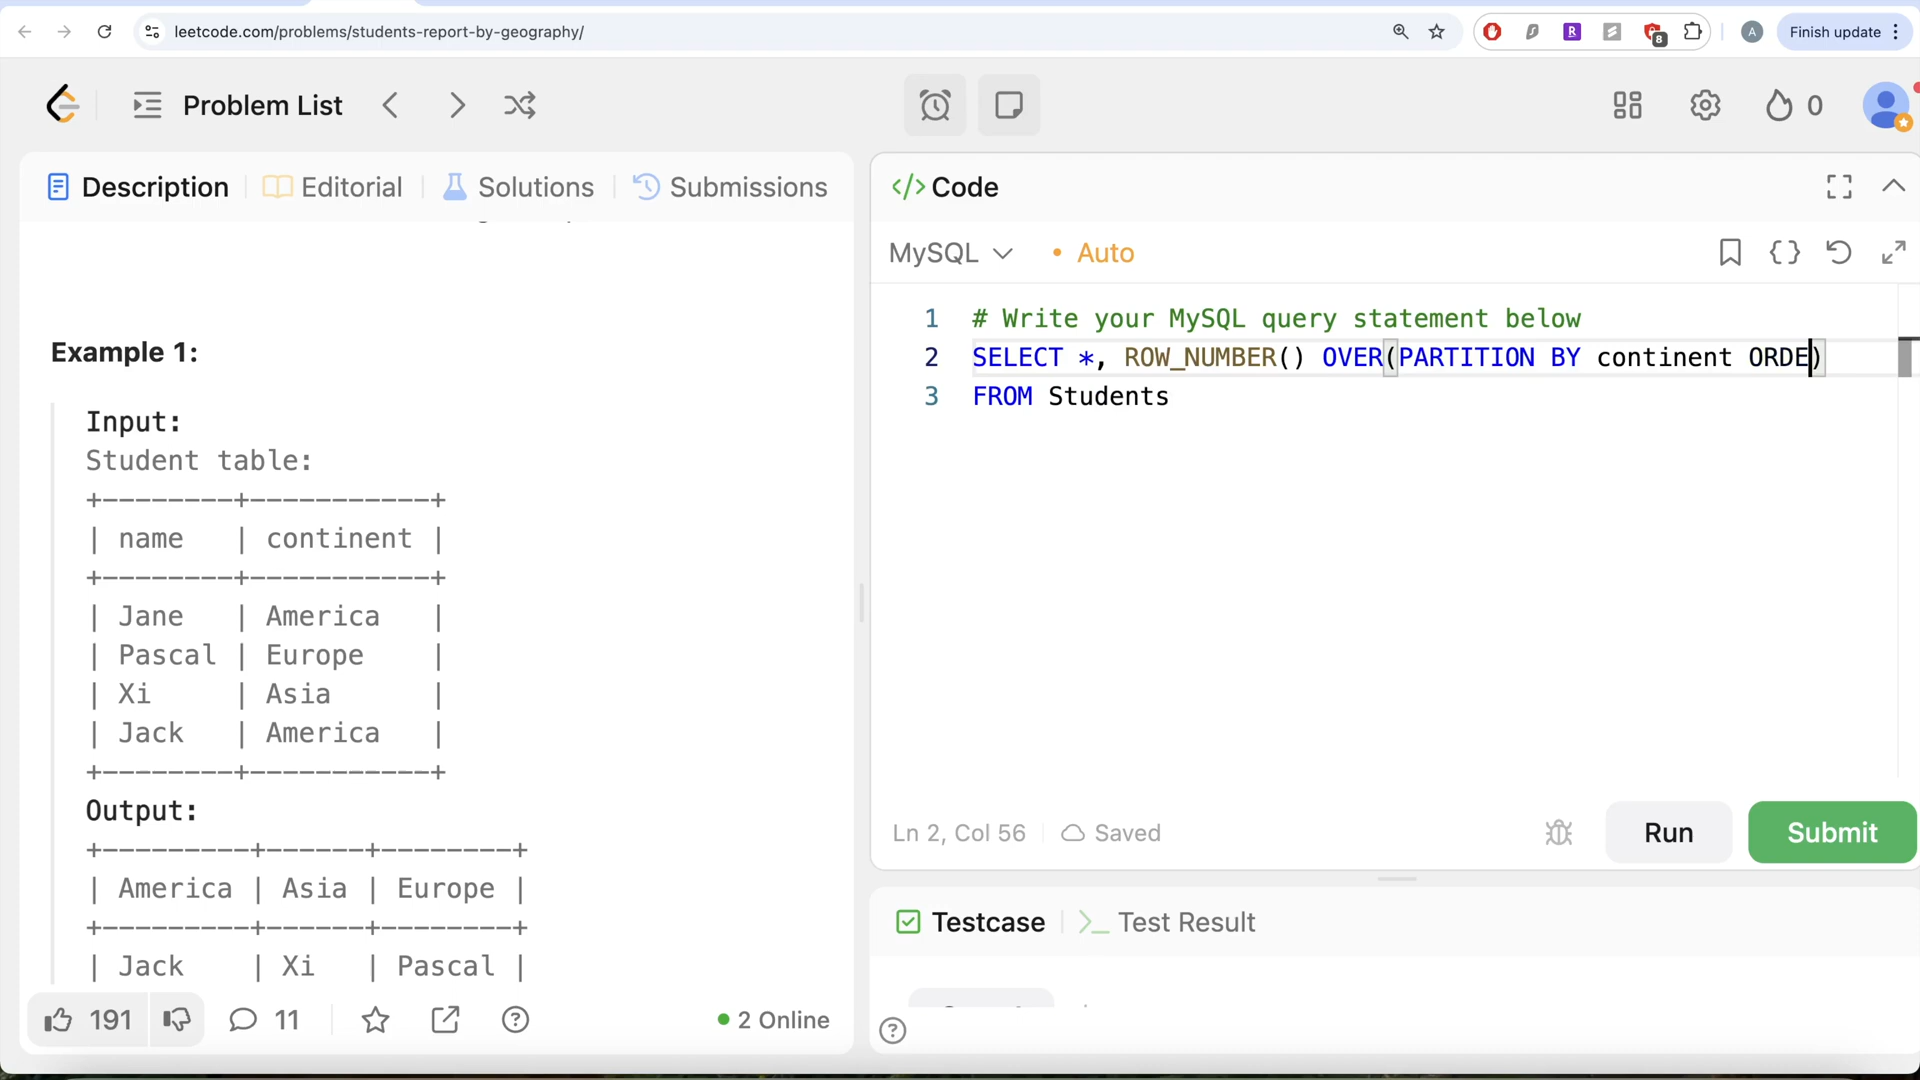 leetcode.com/problems/students-report-by-geography/
8
A
Finish update
Problem List
0
Description
Editorial
Solutions
Submissions
</> Code
MySQL
• Auto
Example 1:
Input:
Student table:
+--------+-----------+
| name   | continent |
+--------+-----------+
| Jane   | America   |
| Pascal | Europe    |
| Xi     | Asia      |
| Jack   | America   |
+--------+-----------+
Output:
+---------+------+--------+
| America | Asia | Europe |
+---------+------+--------+
| Jack    | Xi   | Pascal |
191
11
2 Online
1 # Write your MySQL query statement below
2 SELECT *, ROW_NUMBER() OVER(PARTITION BY continent ORDE)
3 FROM Students
Ln 2, Col 56
Saved
Run
Submit
Testcase
Test Result